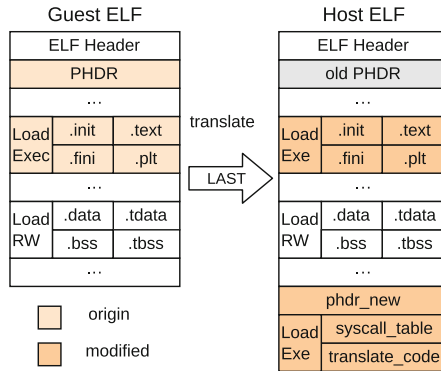 Guest ELF
ELF Header
PHDR
...
Load Exec
.init .text
.fini .plt
...
Load RW
.data .tdata
.bss .tbss
...
origin
modified
translate
LAST
Host ELF
ELF Header
old PHDR
...
Load Exe
.init .text
.fini .plt
...
Load RW
.data .tdata
.bss .tbss
...
phdr_new
Load Exe
syscall_table
translate_code